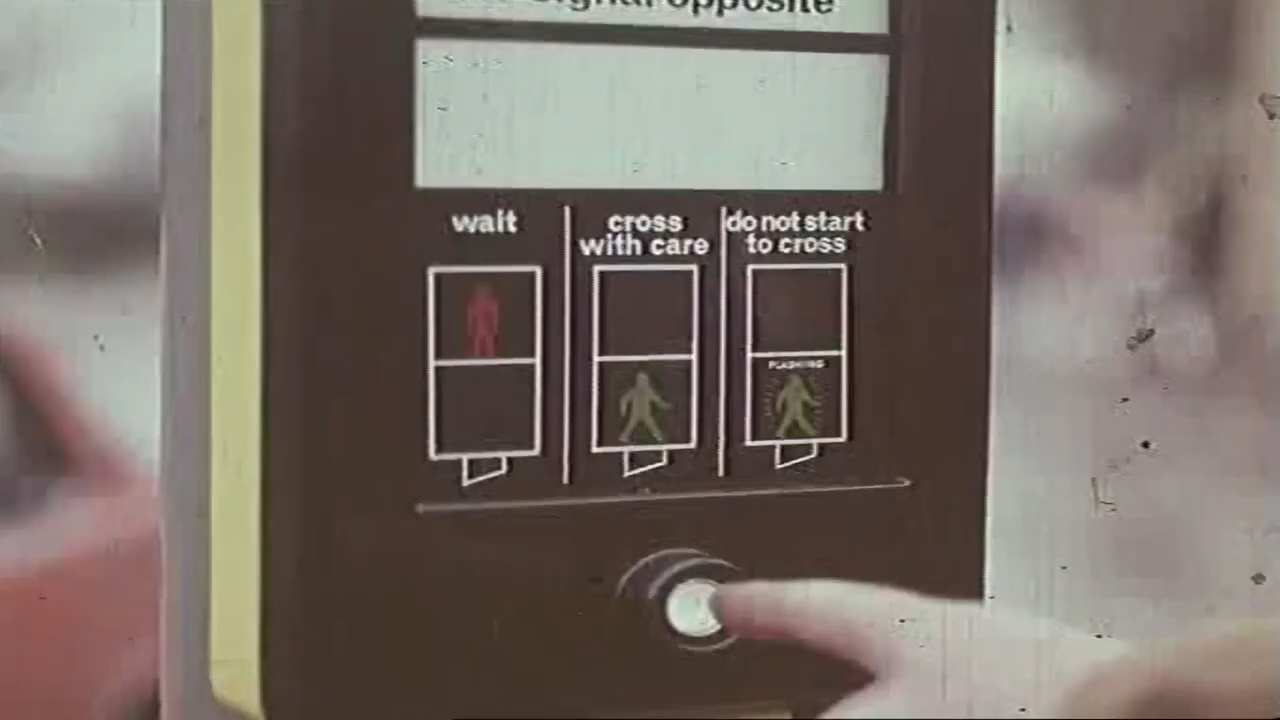 signal opposite
wait
cross
with care
do not start
to cross
FLASHING